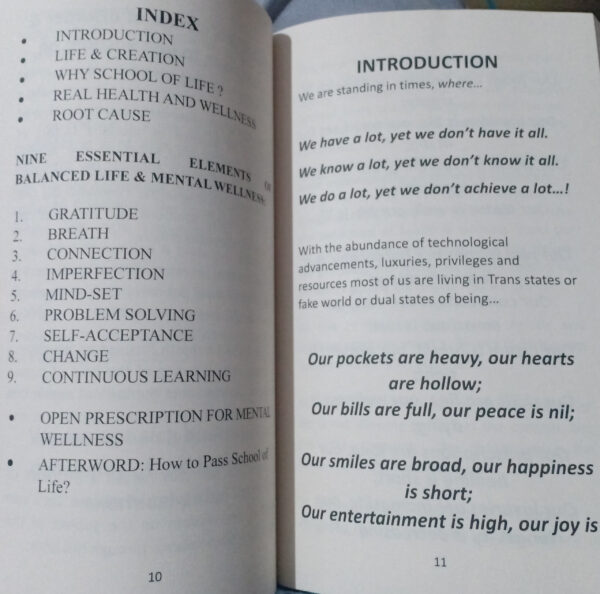 INDEX
• INTRODUCTION
• LIFE & CREATION
• WHY SCHOOL OF LIFE ?
• REAL HEALTH AND WELLNESS
• ROOT CAUSE
NINE ESSENTIAL ELEMENTS OF
BALANCED LIFE & MENTAL WELLNESS
1. GRATITUDE
2. BREATH
3. CONNECTION
4. IMPERFECTION
5. MIND-SET
6. PROBLEM SOLVING
7. SELF-ACCEPTANCE
8. CHANGE
9. CONTINUOUS LEARNING
• OPEN PRESCRIPTION FOR MENTAL
WELLNESS
• AFTERWORD: How to Pass School of
Life?
10
INTRODUCTION
We are standing in times, where...
We have a lot, yet we don't have it all.
We know a lot, yet we don't know it all.
We do a lot, yet we don't achieve a lot...!
With the abundance of technological
advancements, luxuries, privileges and
resources most of us are living in Trans states or
fake world or dual states of being...
Our pockets are heavy, our hearts
are hollow;
Our bills are full, our peace is nil;
Our smiles are broad, our happiness
is short;
Our entertainment is high, our joy is
11